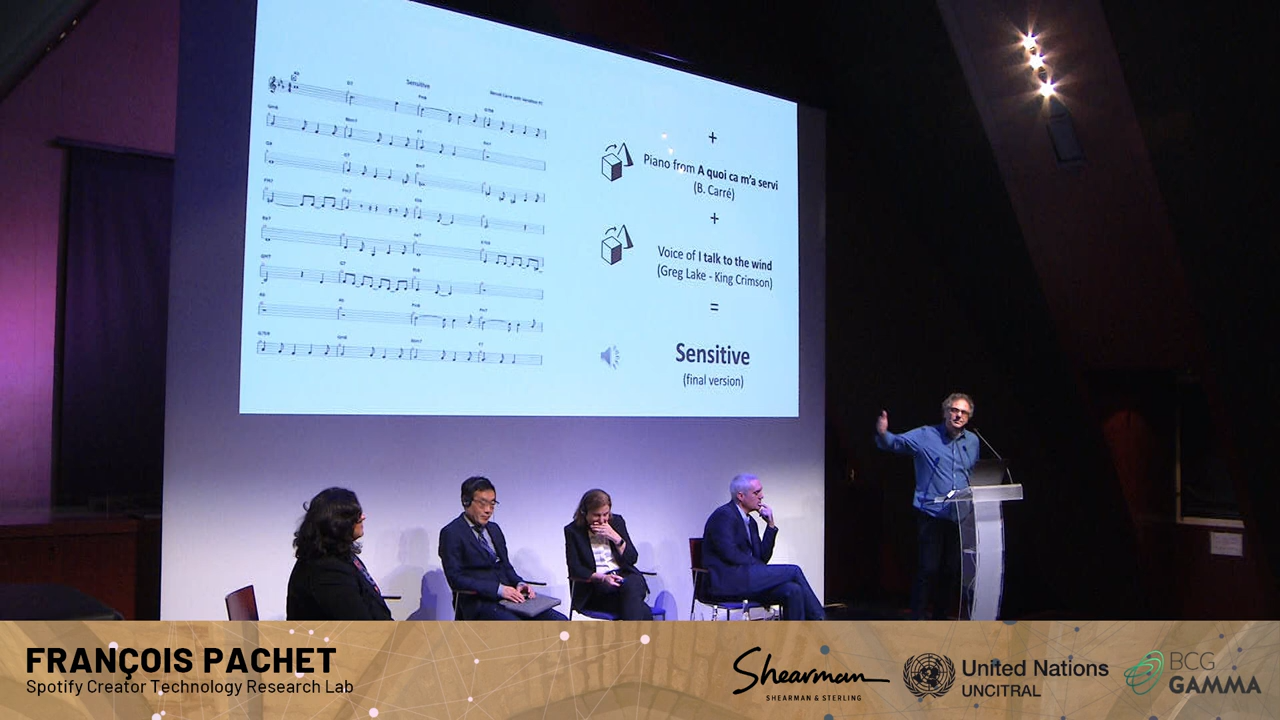 Sensitive
+
Piano from A quoi ca m'a servi
(B. Carré)
+
Voice of I talk to the wind
(Greg Lake - King Crimson)
=
Sensitive
(final version)
FRANÇOIS PACHET
Spotify Creator Technology Research Lab
Shearman
SHEARMAN & STERLING
United Nations
UNCITRAL
BCG
GAMMA